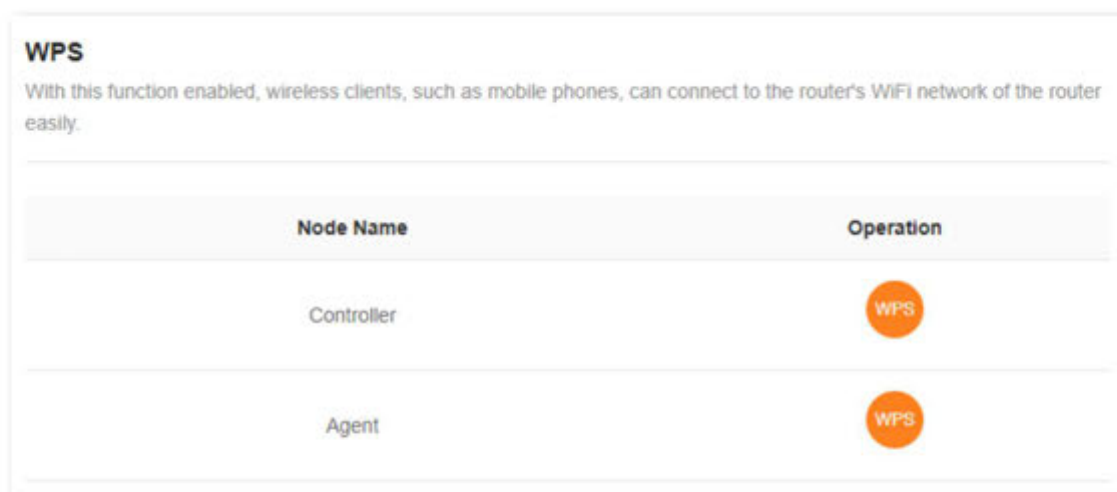 WPS
With this function enabled, wireless clients, such as mobile phones, can connect to the router's WiFi network of the router
easily.
Node Name Operation
Controller WPS
Agent WPS